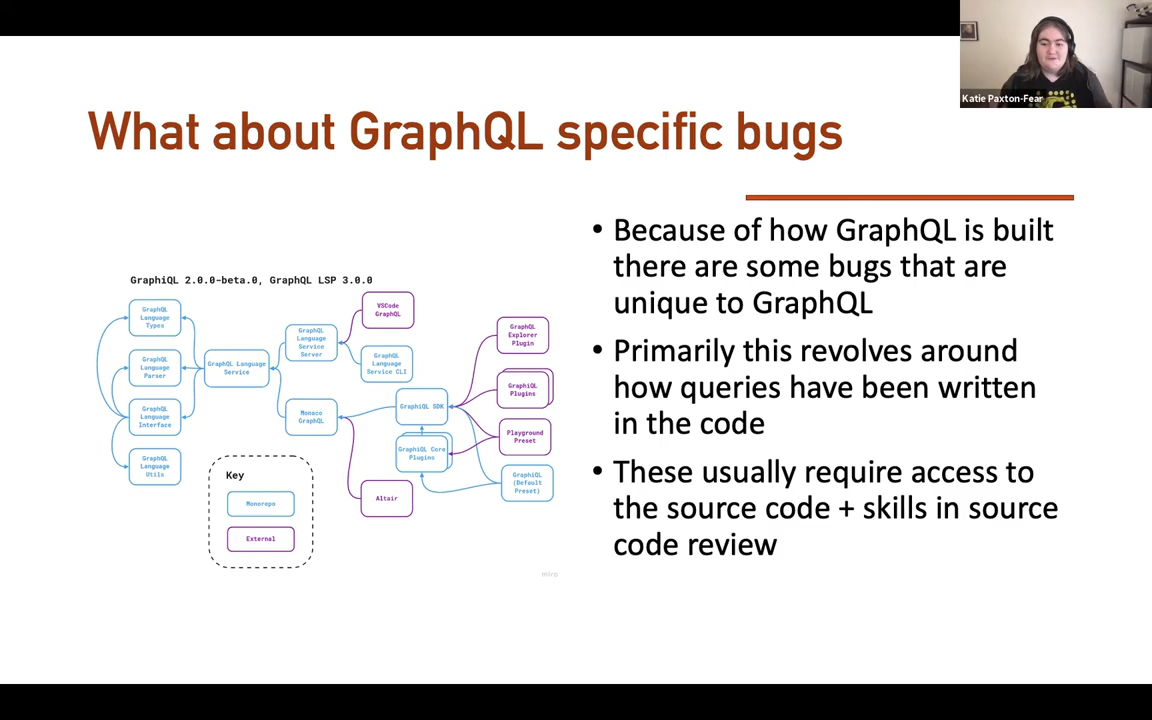 Katie Paxton-Fear
What about GraphQL specific bugs
• Because of how GraphQL is built
there are some bugs that are
unique to GraphQL
• Primarily this revolves around
how queries have been written
in the code
• These usually require access to
the source code + skills in source
code review
GraphiQL 2.0.0-beta.0, GraphQL LSP 3.0.0
GraphQL
Language
Types
GraphQL
Language
Parser
GraphQL
Language
Interface
GraphQL
Language
Utils
GraphQL Language
Service
GraphQL
Language
Service
Server
Monaco
GraphQL
VSCode
GraphQL
GraphQL
Language
Service CLI
GraphiQL SDK
GraphiQL Core
Plugins
Altair
GraphQL
Explorer
Plugin
GraphiQL
Plugins
Playground
Preset
GraphiQL
(Default
Preset)
Key
Monorepo
External
miro